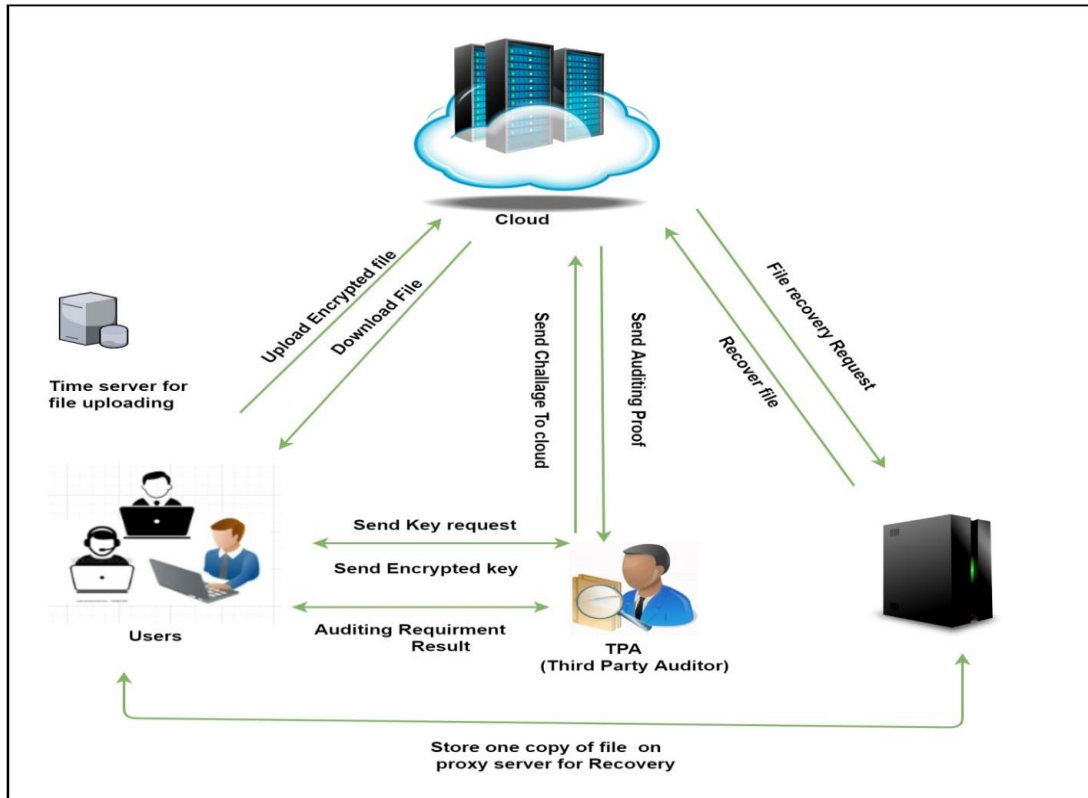 Cloud
Upload Encrypted file
Download File
Send Challage To cloud
Send Auditing Proof
File recovery Request
Recover file
Time server for
file uploading
Send Key request
Send Encrypted key
Auditing Requirment
Result
Users
TPA
(Third Party Auditor)
Store one copy of file on
proxy server for Recovery